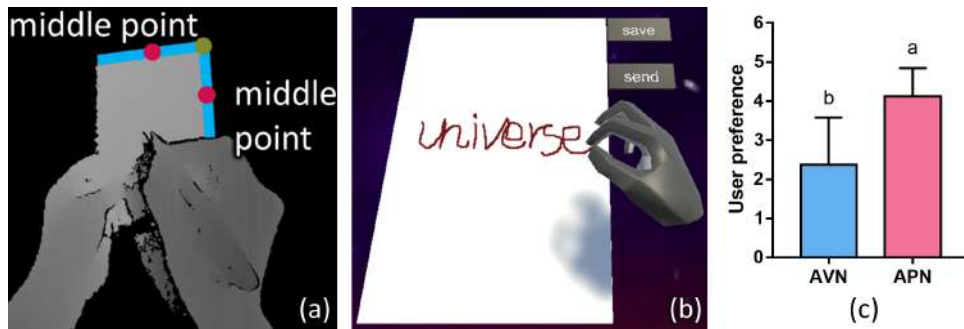 middle point
middle
point
(a)
save
send
universe
(b)
User preference
6
5
4
3
2
1
0
b
a
AVN
APN
(c)